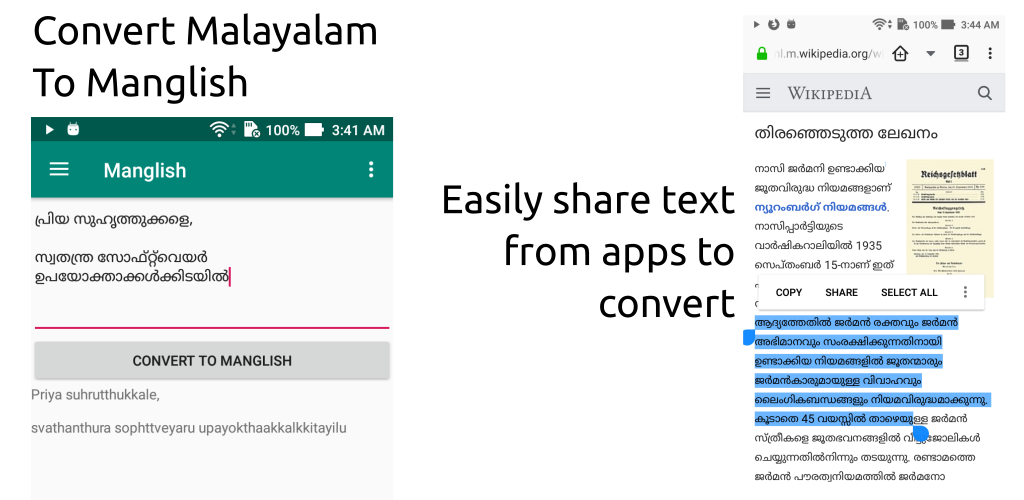 Convert Malayalam
To Manglish
100% 3:41 AM
Manglish
പ്രിയ സുഹൃത്തുക്കളെ,
സ്വതന്ത്ര സോഫ്റ്റ്‌വെയർ
ഉപയോക്താക്കൾക്കിടയിൽ
CONVERT TO MANGLISH
Priya suhrutthukkale,
svathanthura sophttveyaru upayokthaakkalkkitayilu
Easily share text
from apps to
convert
100% 3:44 AM
nl.m.wikipedia.org/w
3
WIKIPEDIA
തിരഞ്ഞെടുത്ത ലേഖനം
നാസി ജർമനി ഉണ്ടാക്കിയ
ജൂതവിരുദ്ധ നിയമങ്ങളാണ്
ന്യൂറംബർഗ് നിയമങ്ങൾ.
നാസിപ്പാർട്ടിയുടെ
വാർഷികറാലിയിൽ 1935
സെപ്തംബർ 15-നാണ് ഇത്
Reichsgesetzblatt
COPY SHARE SELECT ALL
ആദ്യത്തേതിൽ ജർമൻ രക്തവും ജർമൻ
അഭിമാനവും സംരക്ഷിക്കുന്നതിനായി
ഉണ്ടാക്കിയ നിയമങ്ങളിൽ ജൂതന്മാരും
ജർമൻകാരുമായുള്ള വിവാഹവും
ലൈംഗികബന്ധങ്ങളും നിയമവിരുദ്ധമാക്കുന്നു.
കൂടാതെ 45 വയസ്സിൽ താഴെയുള്ള ജർമൻ
സ്ത്രീകളെ ജൂതഭവനങ്ങളിൽ വീട്ടുജോലികൾ
ചെയ്യുന്നതിൽനിന്നും തടയുന്നു. രണ്ടാമത്തെ
ജർമൻ പൗരത്വനിയമത്തിൽ ജർമനോ